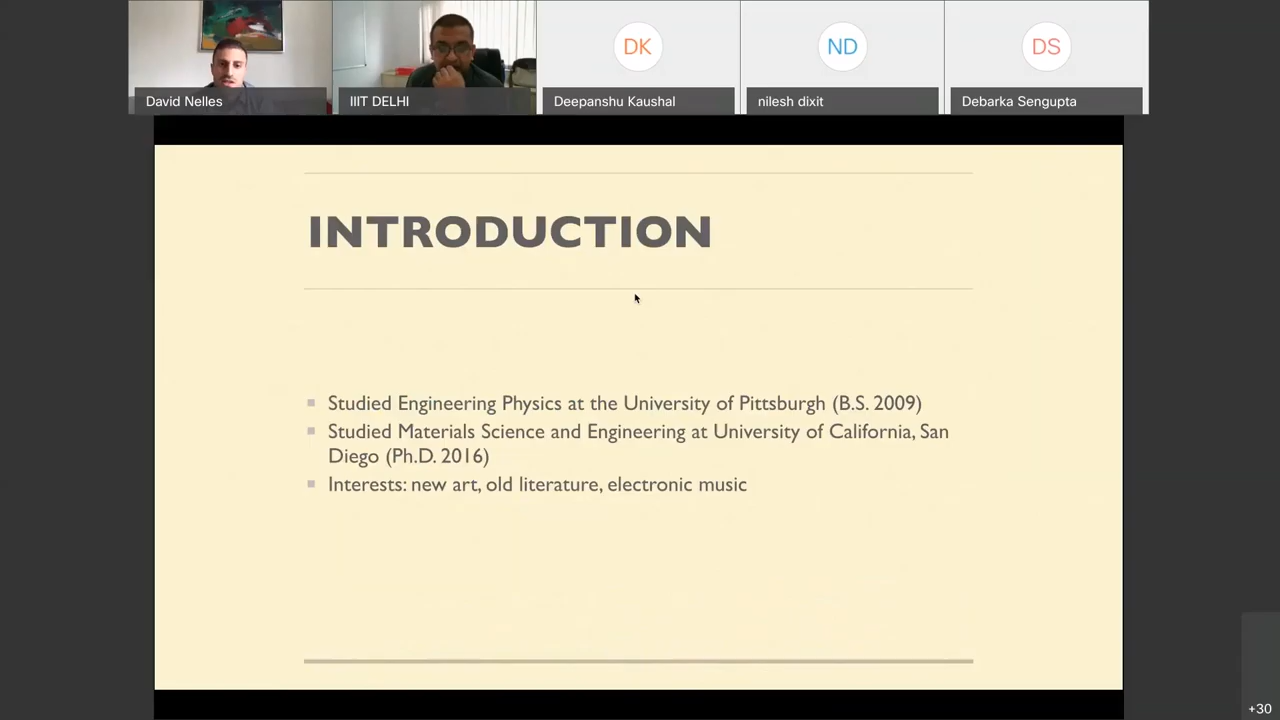 DK
ND
DS
David Nelles
IIIT DELHI
Deepanshu Kaushal
nilesh dixit
Debarka Sengupta
INTRODUCTION
Studied Engineering Physics at the University of Pittsburgh (B.S. 2009)
Studied Materials Science and Engineering at University of California, San
Diego (Ph.D. 2016)
Interests: new art, old literature, electronic music
+30